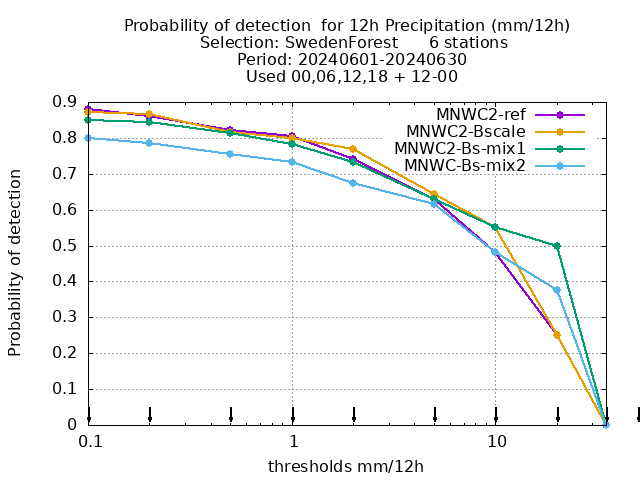 Probability of detection  for 12h Precipitation (mm/12h)
Selection: SwedenForest      6 stations
Period: 20240601-20240630
Used 00,06,12,18 + 12-00
MNWC2-ref
MNWC2-Bscale
MNWC2-Bs-mix1
MNWC-Bs-mix2
Probability of detection
0.9
0.8
0.7
0.6
0.5
0.4
0.3
0.2
0.1
0
0.1 1 10
thresholds mm/12h